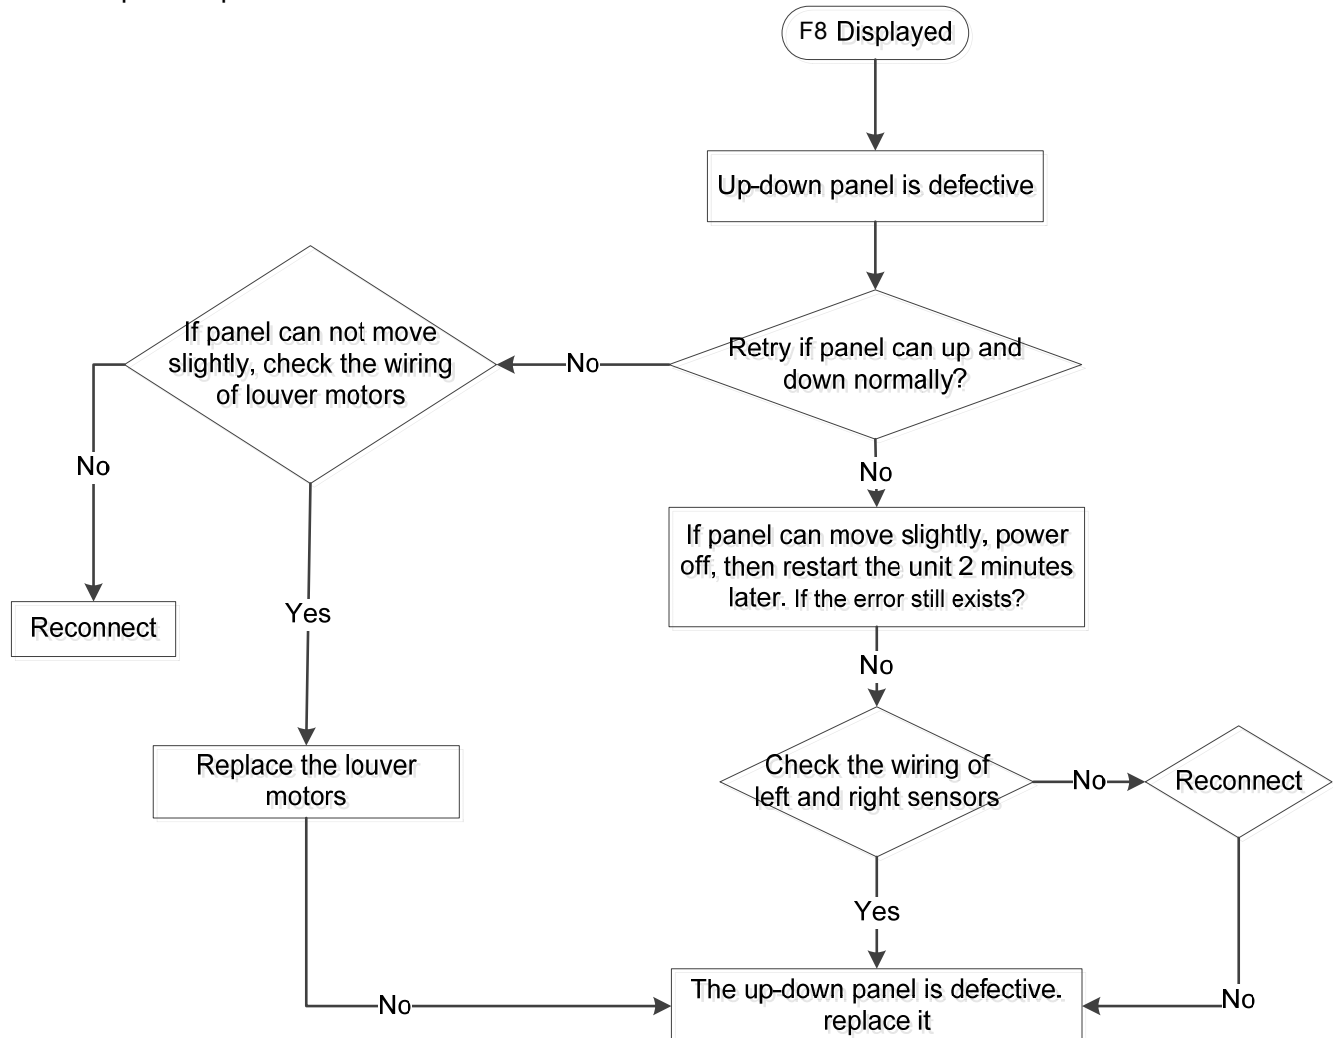 F8 Displayed
Up-down panel is defective
If panel can not move
slightly, check the wiring
of louver motors
No
Retry if panel can up and
down normally?
No
No
If panel can move slightly, power
off, then restart the unit 2 minutes
later. If the error still exists?
Yes
Reconnect
No
Replace the louver
motors
Check the wiring of
left and right sensors
No
Reconnect
Yes
The up-down panel is defective.
replace it
No
No